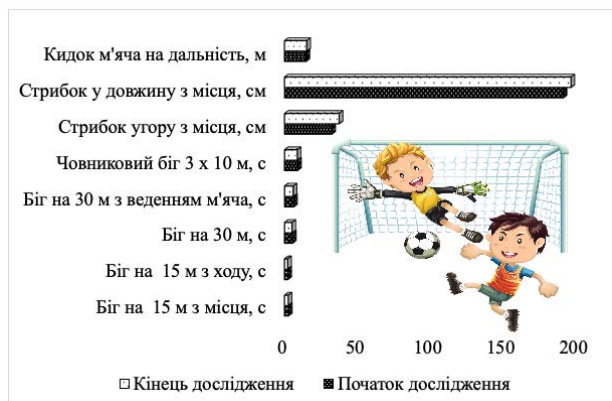 Кидок м'яча на дальність, м
Стрибок у довжину з місця, см
Стрибок угору з місця, см
Човниковий біг 3 х 10 м, с
Біг на 30 м з веденням м'яча, с
Біг на 30 м, с
Біг на  15 м з ходу, с
Біг на  15 м з місця, с
0 50 100 150 200
Кінець дослідження Початок дослідження